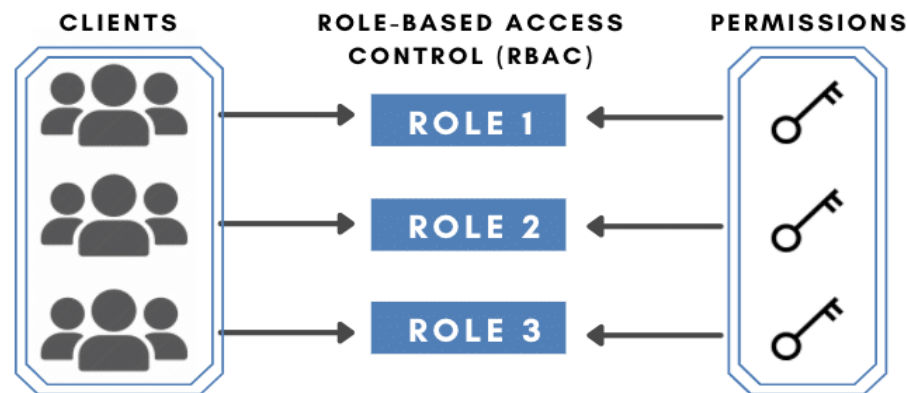 CLIENTS
ROLE-BASED ACCESS
CONTROL (RBAC)
PERMISSIONS
ROLE 1
ROLE 2
ROLE 3